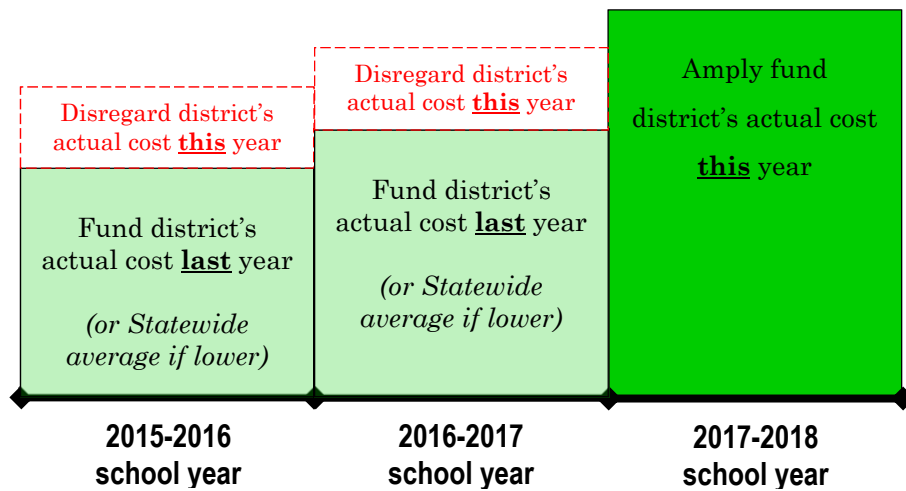 Disregard district’s
actual cost this year
Fund district’s
actual cost last year
(or Statewide
average if lower)
Disregard district’s
actual cost this year
Fund district’s
actual cost last year
(or Statewide
average if lower)
Amply fund
district’s actual cost
this year
2015-2016
school year
2016-2017
school year
2017-2018
school year